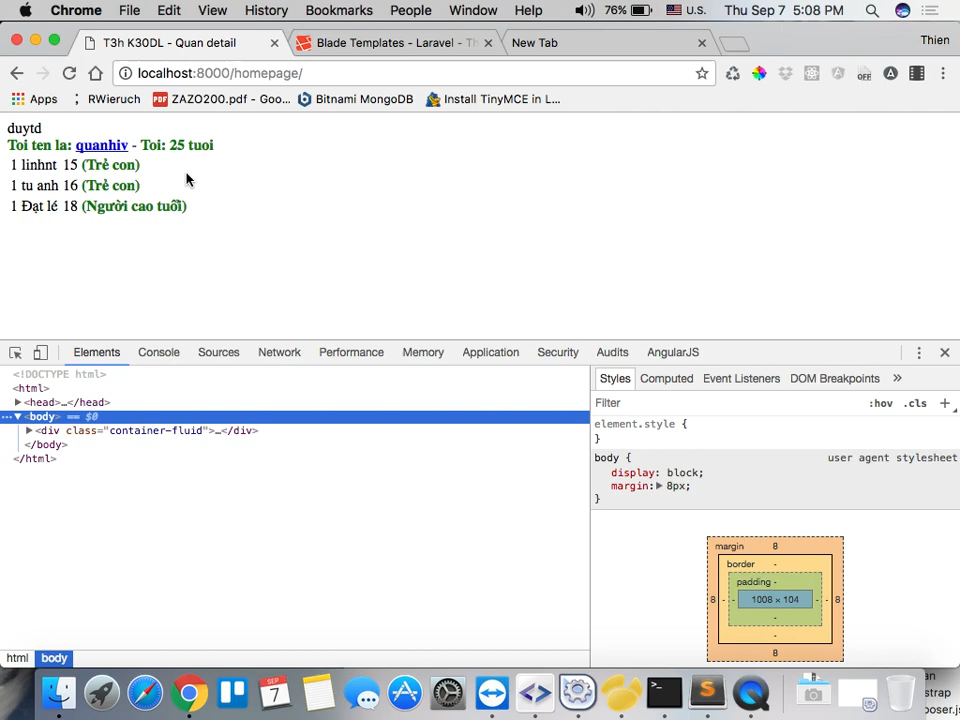 Chrome File Edit View History Bookmarks People Window Help 76% U.S. Thu Sep 7 5:08 PM
T3h K30DL - Quan detail
Blade Templates - Laravel - Th
New Tab
Thien
localhost:8000/homepage/
OFF
Apps
RWieruch
ZAZO200.pdf - Goo...
Bitnami MongoDB
Install TinyMCE in L...
duytd
Toi ten la: quanhiv - Toi: 25 tuoi
1 linhnt 15 (Trẻ con)
1 tu anh 16 (Trẻ con)
1 Đạt lé 18 (Người cao tuổi)
Elements Console Sources Network Performance Memory Application Security Audits AngularJS
<!DOCTYPE html>
<html>
<head>…</head>
<body> == $0
<div class="container-fluid">…</div>
</body>
</html>
html body
Styles Computed Event Listeners DOM Breakpoints »
Filter :hov .cls +
element.style {
}
body { user agent stylesheet
display: block;
margin: 8px;
}
margin 8
border -
padding -
8 - - 1008 × 104 - - 8
-
-
8
SEP
7